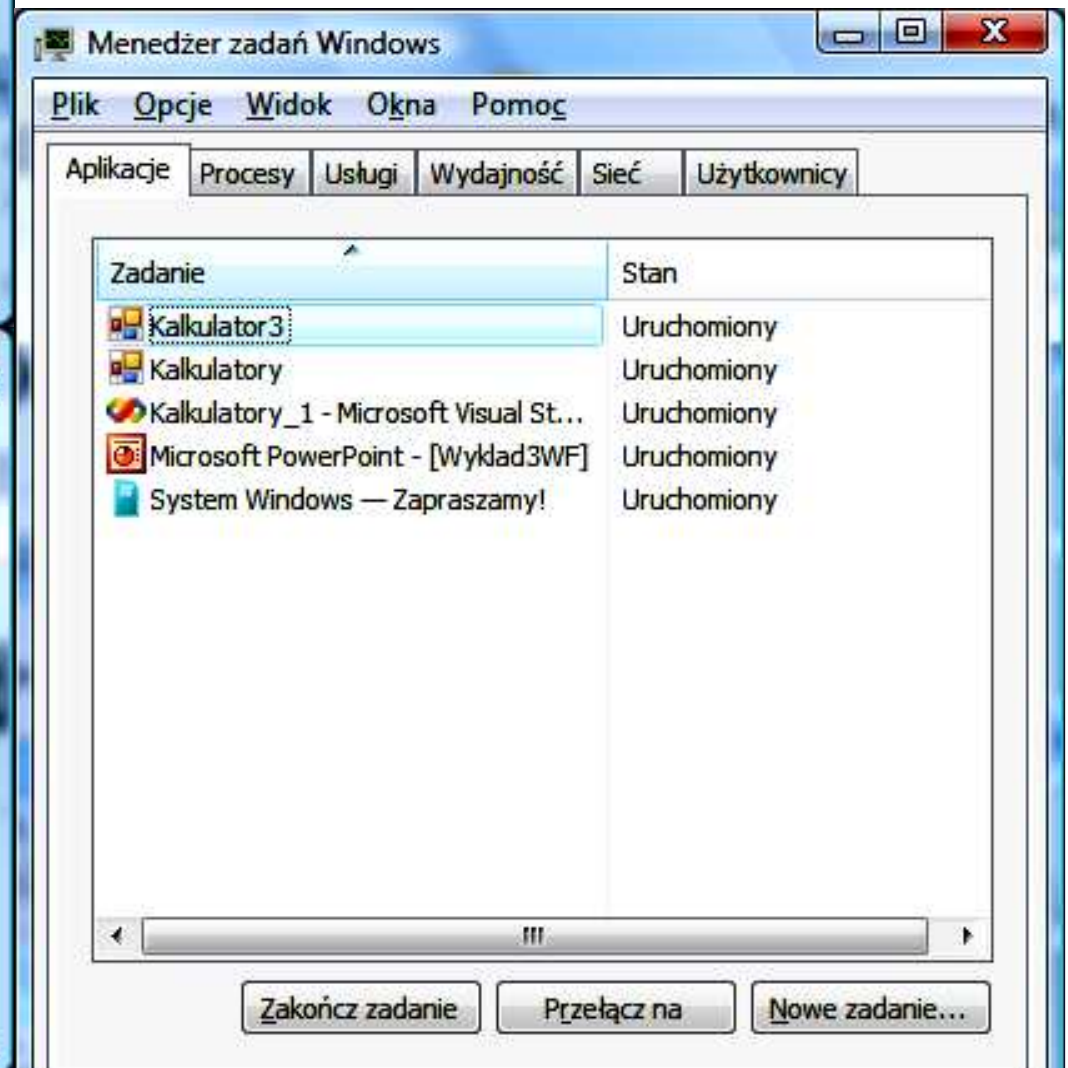 Menedżer zadań Windows
Plik Opcje Widok Okna Pomoc
Aplikacje Procesy Usługi Wydajność Sieć Użytkownicy
Zadanie Stan
Kalkulator3 Uruchomiony
Kalkulatory Uruchomiony
Kalkulatory_1 - Microsoft Visual St... Uruchomiony
Microsoft PowerPoint - [Wyklad3WF] Uruchomiony
System Windows — Zapraszamy! Uruchomiony
Zakończ zadanie Przełącz na Nowe zadanie...